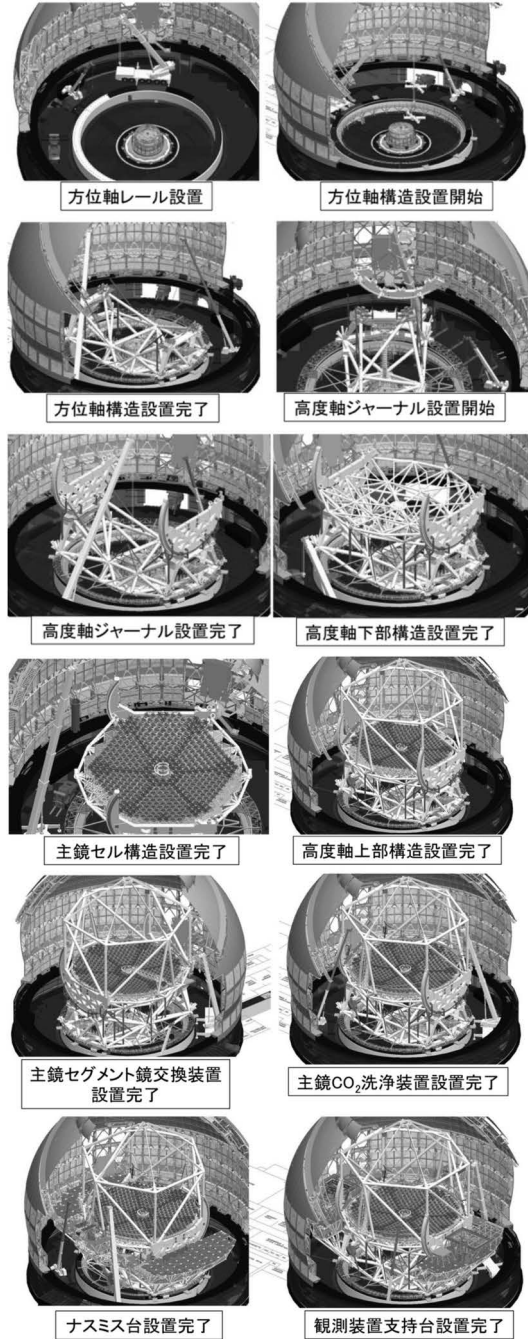 方位軸レール設置
方位軸構造設置開始
方位軸構造設置完了
高度軸ジャーナル設置開始
高度軸ジャーナル設置完了
高度軸下部構造設置完了
主鏡セル構造設置完了
高度軸上部構造設置完了
主鏡セグメント鏡交換装置
設置完了
主鏡CO₂洗浄装置設置完了
ナスミス台設置完了
観測装置支持台設置完了